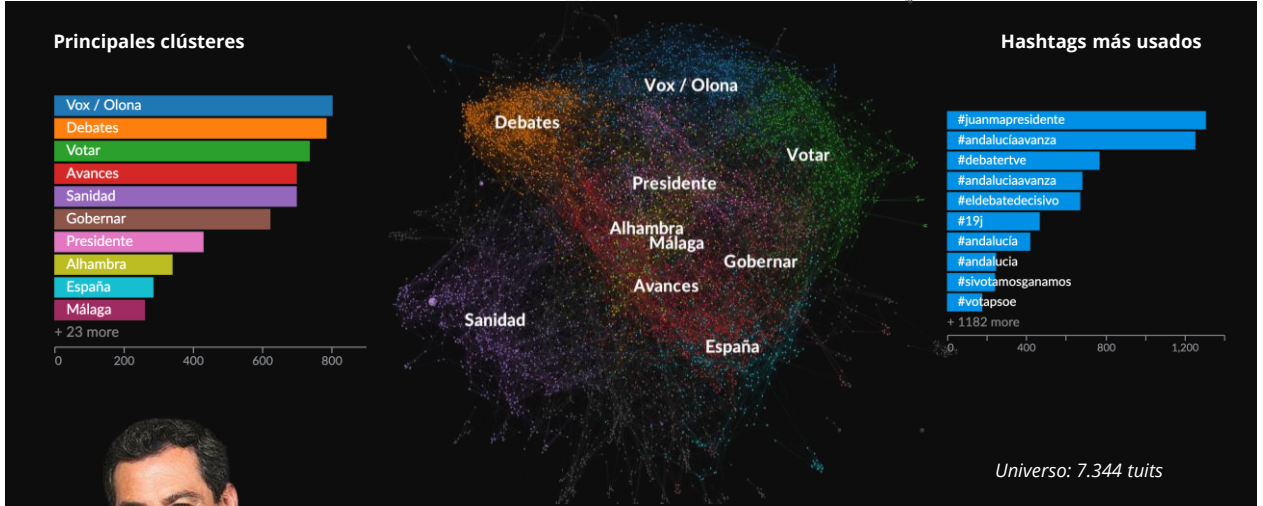 Principales clústeres
Vox / Olona
Debates
Votar
Avances
Sanidad
Gobernar
Presidente
Alhambra
España
Málaga
+ 23 more
0 200 400 600 800
Vox / Olona
Debates
Votar
Presidente
Alhambra
Málaga
Gobernar
Avances
Sanidad
España
Hashtags más usados
#juanmapresidente
#andalucíaavanza
#debatertve
#andaluciaavanza
#eldebatedecisivo
#19j
#andalucía
#andalucia
#sivotamosganamos
#votapsoe
+ 1182 more
0 400 800 1,200
Universo: 7.344 tuits